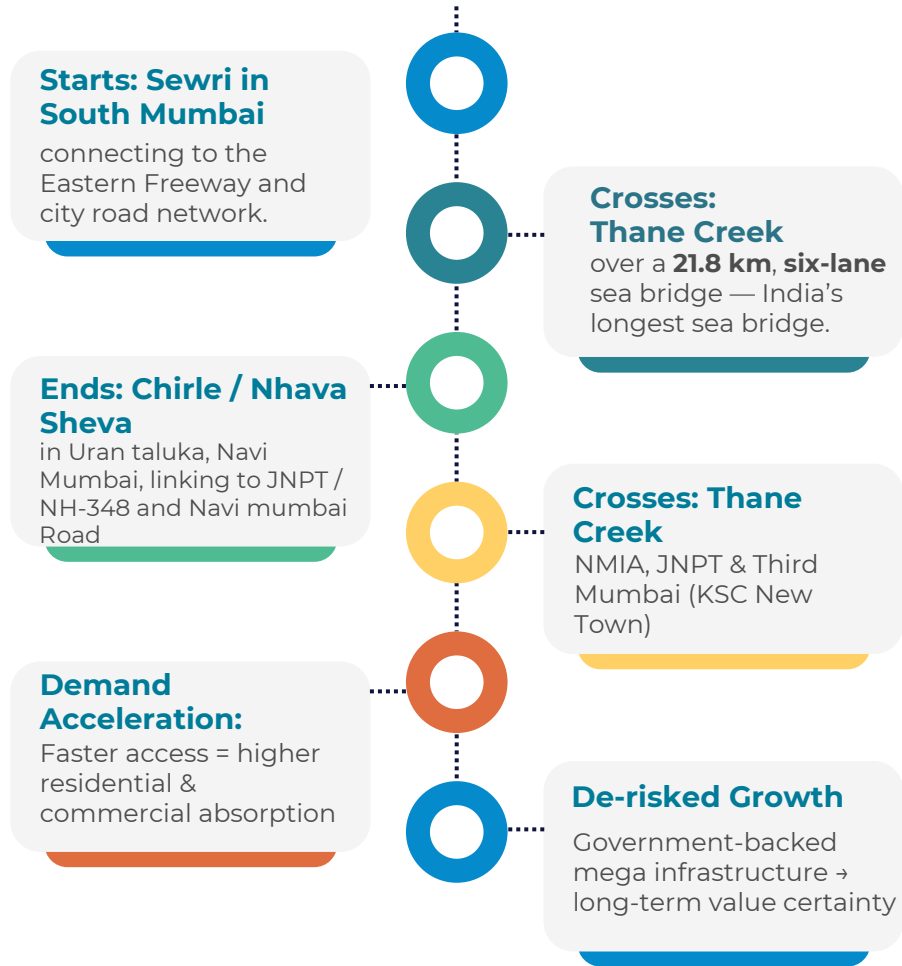 Starts: Sewri in
South Mumbai
connecting to the
Eastern Freeway and
city road network.
Crosses:
Thane Creek
over a 21.8 km, six-lane
sea bridge — India’s
longest sea bridge.
Ends: Chirle / Nhava
Sheva
in Uran taluka, Navi
Mumbai, linking to JNPT /
NH-348 and Navi mumbai
Road
Crosses: Thane
Creek
NMIA, JNPT & Third
Mumbai (KSC New
Town)
Demand
Acceleration:
Faster access = higher
residential &
commercial absorption
De-risked Growth
Government-backed
mega infrastructure →
long-term value certainty